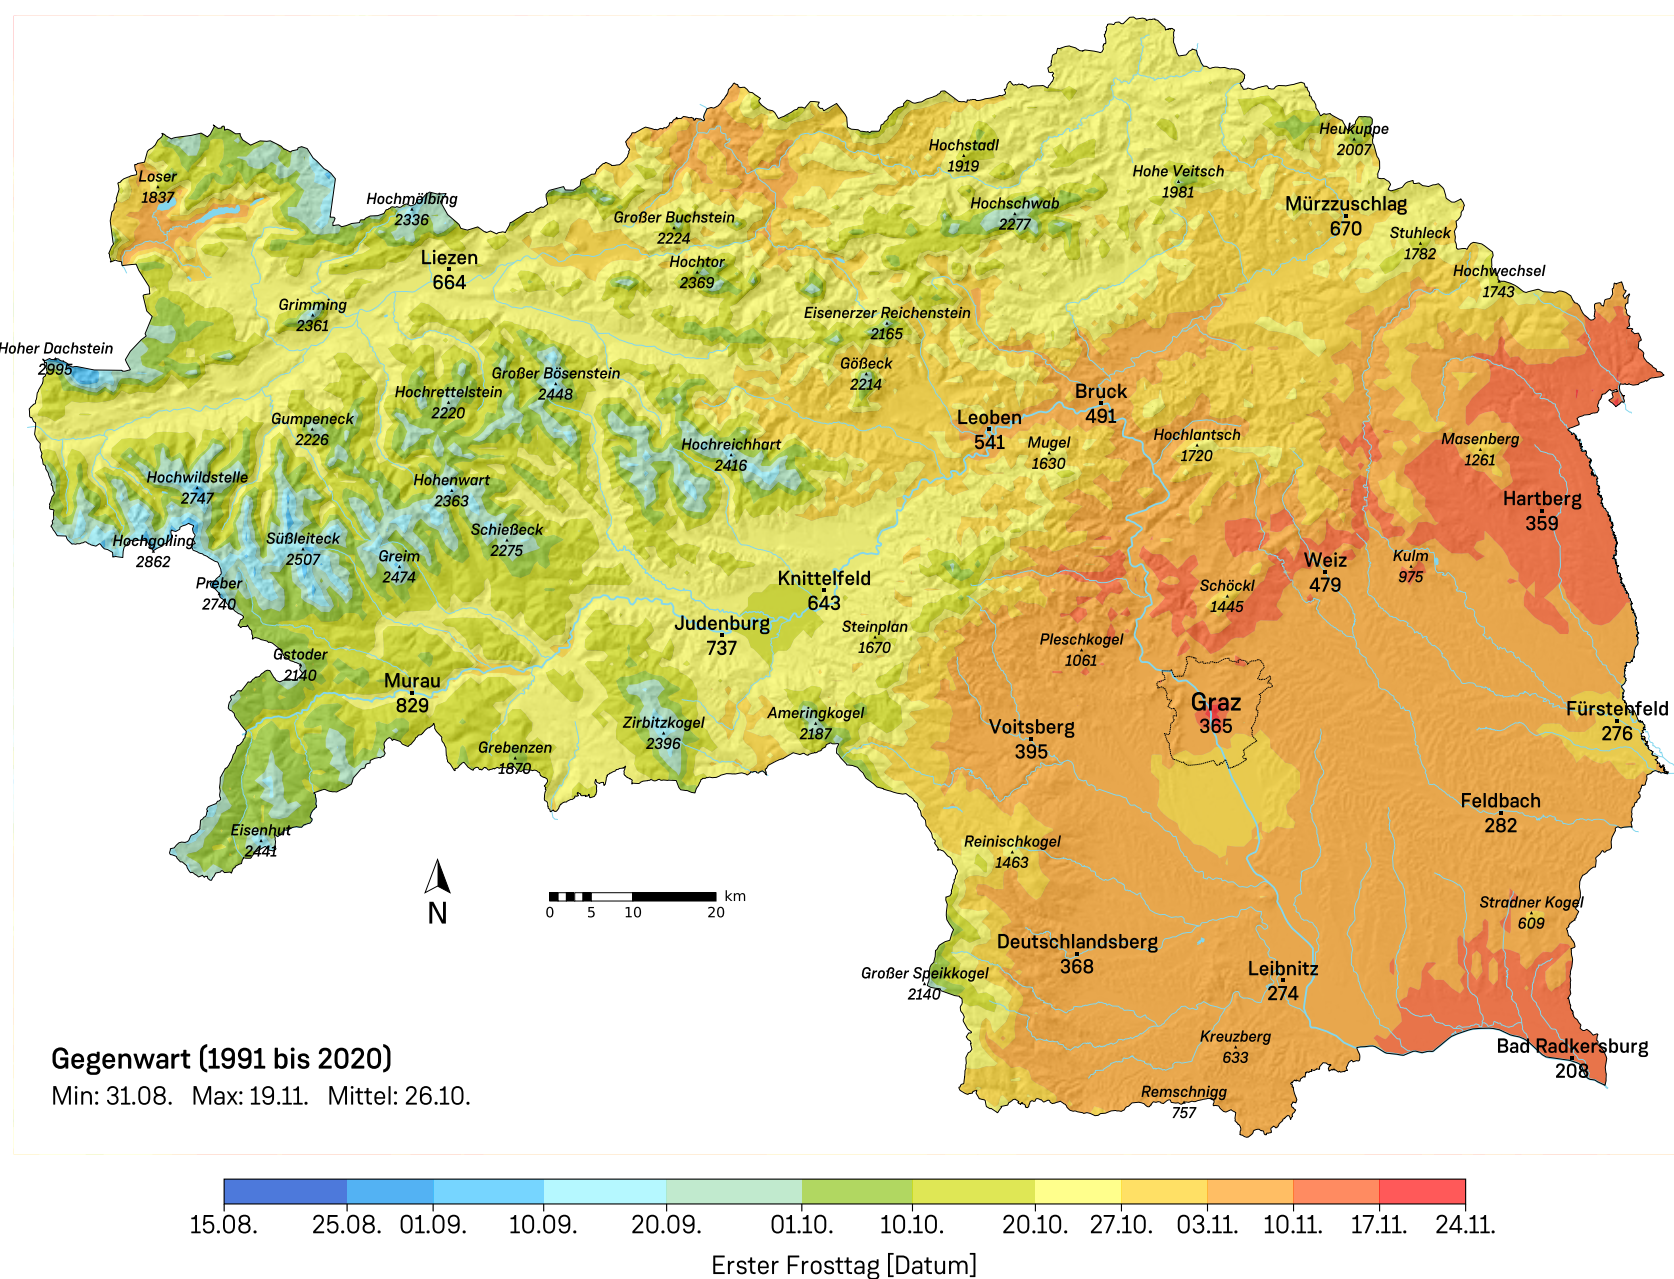 Heukuppe
2007
Hochstadl
1919
Hohe Veitsch
1981
Loser
1837
Hochmölbing
2336
Hochschwab
2277
Mürzzuschlag
670
Großer Buchstein
2224
Stuhleck
1782
Liezen
664
Hochtor
2369
Hochwechsel
1743
Grimming
2361
Eisenerzer Reichenstein
2165
Hoher Dachstein
2995
Gößeck
2214
Großer Bösenstein
2448
Hochrettelstein
2220
Bruck
491
Gumpeneck
2226
Leoben
541
Mugel
1630
Hochlantsch
1720
Masenberg
1261
Hochreichhart
2416
Hochwildstelle
2747
Hohenwart
2363
Hartberg
359
Hochgolling
2862
Süßleiteck
2507
Schießeck
2275
Greim
2474
Weiz
479
Kulm
975
Preber
2740
Knittelfeld
643
Schöckl
1445
Judenburg
737
Steinplan
1670
Pleschkogel
1061
Gstoder
2140
Murau
829
Graz
365
Fürstenfeld
276
Zirbitzkogel
2396
Ameringkogel
2187
Voitsberg
395
Grebenzen
1870
Feldbach
282
Eisenhut
2441
Reinischkogel
1463
N
km
0 5 10 20
Stradner Kogel
609
Deutschlandsberg
368
Großer Speikkogel
2140
Leibnitz
274
Kreuzberg
633
Bad Radkersburg
208
Remschnigg
757
Gegenwart (1991 bis 2020)
Min: 31.08. Max: 19.11. Mittel: 26.10.
15.08. 25.08. 01.09. 10.09. 20.09. 01.10. 10.10. 20.10. 27.10. 03.11. 10.11. 17.11. 24.11.
Erster Frosttag [Datum]